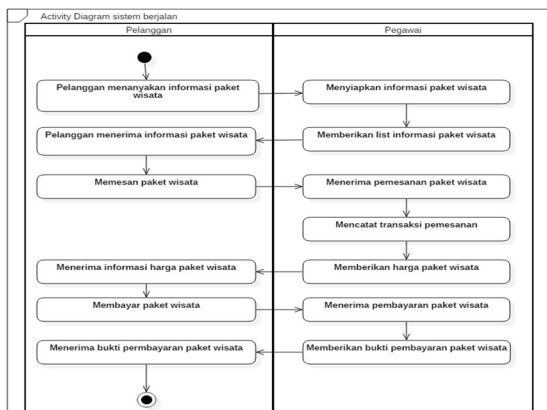 Activity Diagram sistem berjalan
Pelanggan
Pegawai
Pelanggan menanyakan informasi paket
wisata
Menyiapkan informasi paket wisata
Pelanggan menerima informasi paket wisata
Memberikan list informasi paket wisata
Memesan paket wisata
Menerima pemesanan paket wisata
Mencatat transaksi pemesanan
Menerima informasi harga paket wisata
Memberikan harga paket wisata
Membayar paket wisata
Menerima pembayaran paket wisata
Menerima bukti permbayaran paket wisata
Memberikan bukti pembayaran paket wisata